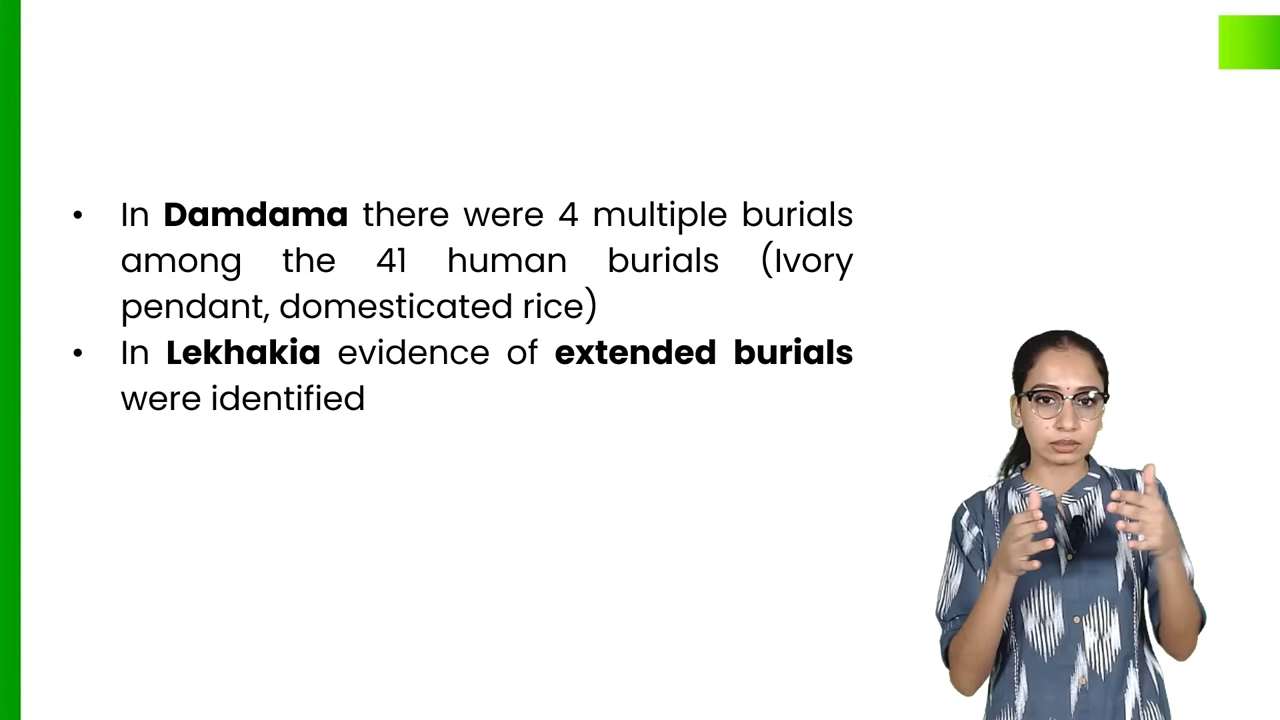 • In Damdama there were 4 multiple burials
among the 41 human burials (Ivory
pendant, domesticated rice)
• In Lekhakia evidence of extended burials
were identified